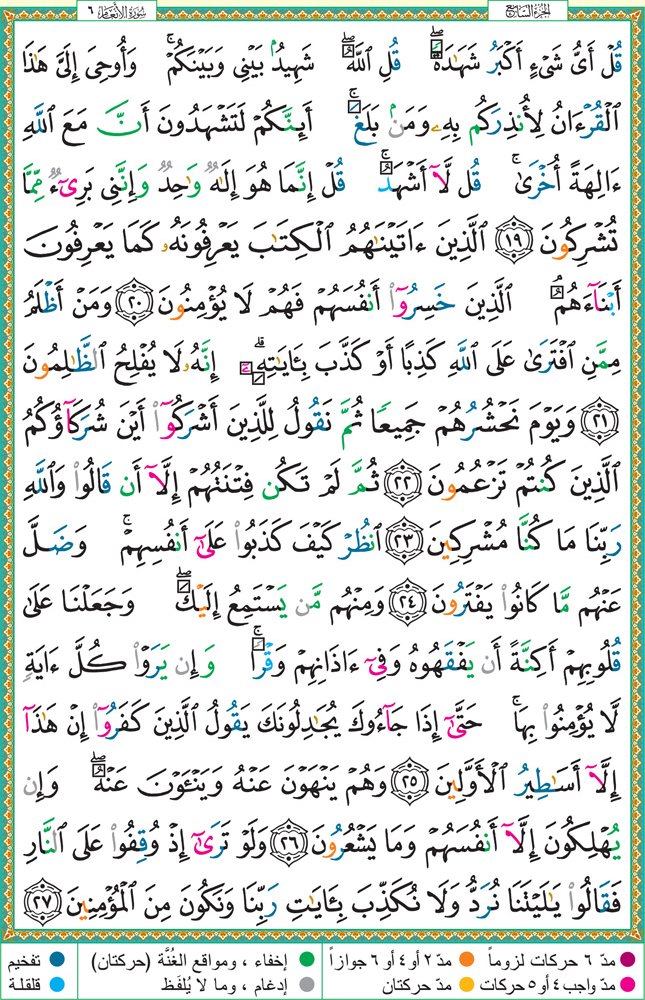 الجزء السابع
سورة الأنعام ٦
قُلۡ أَيُّ شَيۡءٍ أَكۡبَرُ شَهَٰدَةٗۖ قُلِ ٱللَّهُۖ شَهِيدُۢ بَيۡنِي وَبَيۡنَكُمۡۚ وَأُوحِيَ إِلَيَّ هَٰذَا
ٱلۡقُرۡءَانُ لِأُنذِرَكُم بِهِۦ وَمَنۢ بَلَغَۚ أَئِنَّكُمۡ لَتَشۡهَدُونَ أَنَّ مَعَ ٱللَّهِ
ءَالِهَةً أُخۡرَىٰۚ قُل لَّآ أَشۡهَدُۚ قُلۡ إِنَّمَا هُوَ إِلَٰهٞ وَٰحِدٞ وَإِنَّنِي بَرِيٓءٞ مِّمَّا
تُشۡرِكُونَ ١٩ ٱلَّذِينَ ءَاتَيۡنَٰهُمُ ٱلۡكِتَٰبَ يَعۡرِفُونَهُۥ كَمَا يَعۡرِفُونَ
أَبۡنَآءَهُمُۘ ٱلَّذِينَ خَسِرُوٓاْ أَنفُسَهُمۡ فَهُمۡ لَا يُؤۡمِنُونَ ٢٠ وَمَنۡ أَظۡلَمُ
مِمَّنِ ٱفۡتَرَىٰ عَلَى ٱللَّهِ كَذِبًا أَوۡ كَذَّبَ بِـَٔايَٰتِهِۦٓۚ إِنَّهُۥ لَا يُفۡلِحُ ٱلظَّٰلِمُونَ
٢١ وَيَوۡمَ نَحۡشُرُهُمۡ جَمِيعٗا ثُمَّ نَقُولُ لِلَّذِينَ أَشۡرَكُوٓاْ أَيۡنَ شُرَكَآؤُكُمُ
ٱلَّذِينَ كُنتُمۡ تَزۡعُمُونَ ٢٢ ثُمَّ لَمۡ تَكُن فِتۡنَتُهُمۡ إِلَّآ أَن قَالُواْ وَٱللَّهِ
رَبِّنَا مَا كُنَّا مُشۡرِكِينَ ٢٣ ٱنظُرۡ كَيۡفَ كَذَبُواْ عَلَىٰٓ أَنفُسِهِمۡۚ وَضَلَّ
عَنۡهُم مَّا كَانُواْ يَفۡتَرُونَ ٢٤ وَمِنۡهُم مَّن يَسۡتَمِعُ إِلَيۡكَۖ وَجَعَلۡنَا عَلَىٰ
قُلُوبِهِمۡ أَكِنَّةً أَن يَفۡقَهُوهُ وَفِيٓ ءَاذَانِهِمۡ وَقۡرٗاۚ وَإِن يَرَوۡاْ كُلَّ ءَايَةٖ
لَّا يُؤۡمِنُواْ بِهَاۚ حَتَّىٰٓ إِذَا جَآءُوكَ يُجَٰدِلُونَكَ يَقُولُ ٱلَّذِينَ كَفَرُوٓاْ إِنۡ هَٰذَآ
إِلَّآ أَسَٰطِيرُ ٱلۡأَوَّلِينَ ٢٥ وَهُمۡ يَنۡهَوۡنَ عَنۡهُ وَيَنۡـَٔوۡنَ عَنۡهُۖ وَإِن
يُهۡلِكُونَ إِلَّآ أَنفُسَهُمۡ وَمَا يَشۡعُرُونَ ٢٦ وَلَوۡ تَرَىٰٓ إِذۡ وُقِفُواْ عَلَى ٱلنَّارِ
فَقَالُواْ يَٰلَيۡتَنَا نُرَدُّ وَلَا نُكَذِّبَ بِـَٔايَٰتِ رَبِّنَا وَنَكُونَ مِنَ ٱلۡمُؤۡمِنِينَ ٢٧
مدّ ٦ حركات لزوماً مدّ ٢ أو ٤ أو ٦ جوازاً إخفاء ، ومواقع الغُنَّة (حركتان) تفخيم
مدّ واجب ٤ أو ٥ حركات مدّ حركتان إدغام ، وما لا يُلفَظ قلقلة